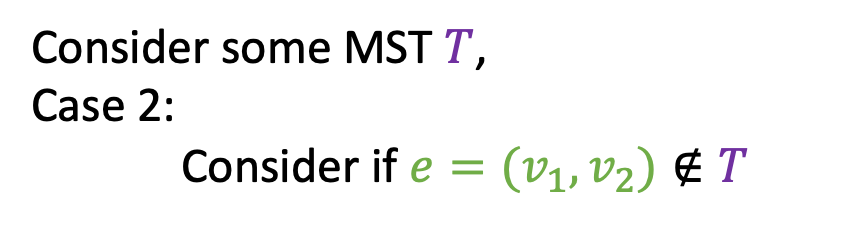 Consider some MST T,
Case 2:
Consider if e = (v₁, v₂) ∉ T